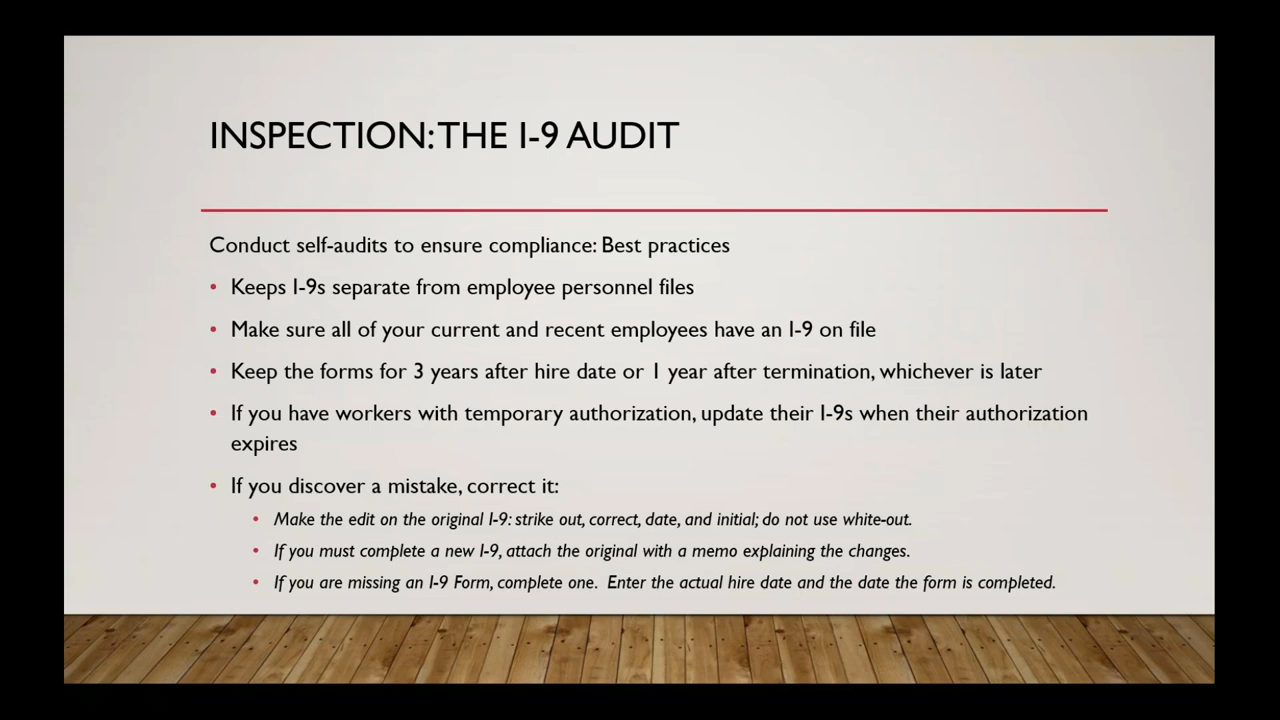 INSPECTION: THE I-9 AUDIT
Conduct self-audits to ensure compliance: Best practices
• Keeps I-9s separate from employee personnel files
• Make sure all of your current and recent employees have an I-9 on file
• Keep the forms for 3 years after hire date or 1 year after termination, whichever is later
• If you have workers with temporary authorization, update their I-9s when their authorization
expires
• If you discover a mistake, correct it:
• Make the edit on the original I-9: strike out, correct, date, and initial; do not use white-out.
• If you must complete a new I-9, attach the original with a memo explaining the changes.
• If you are missing an I-9 Form, complete one. Enter the actual hire date and the date the form is completed.